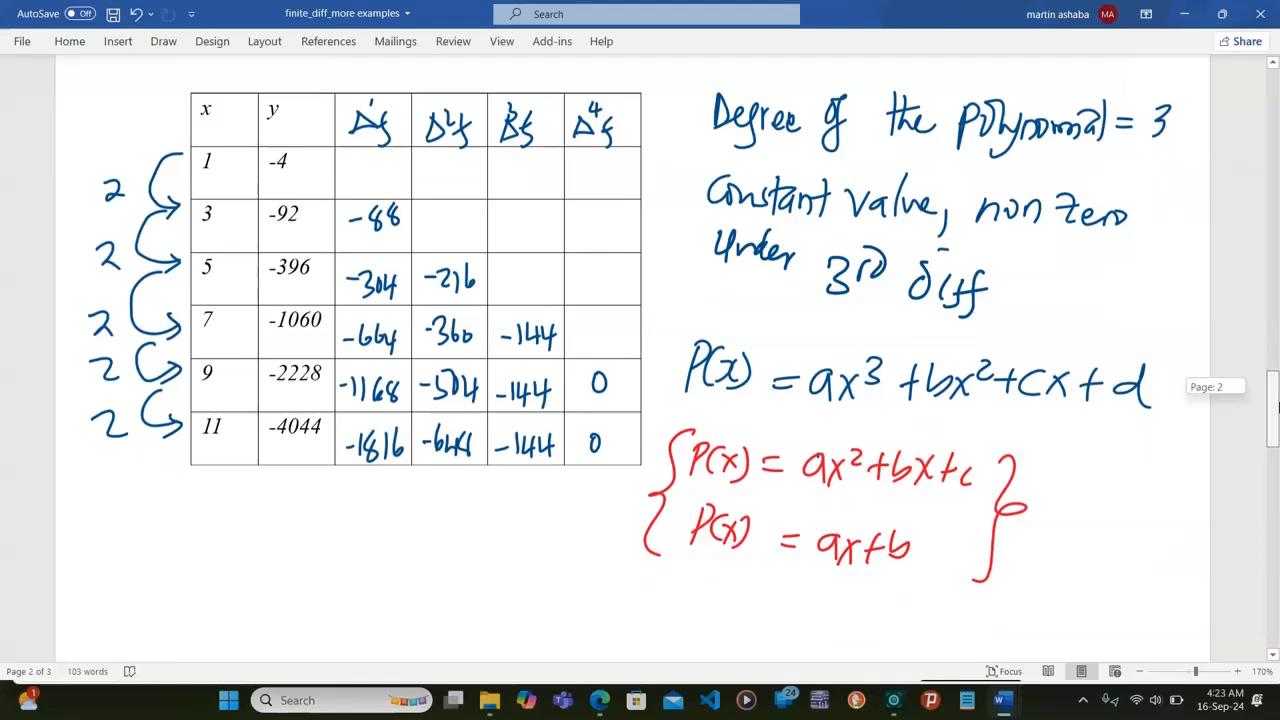 AutoSave Off finite_diff_more examples Search martin ashaba MA
File Home Insert Draw Design Layout References Mailings Review View Add-ins Help Share
x y Δ¹f Δ²f Δ³f Δ⁴f
1 -4
2
3 -92 -88
2
5 -396 -304 -216
2
7 -1060 -664 -360 -144
2
9 -2228 -1168 -504 -144 0
2
11 -4044 -1816 -648 -144 0
Degree of the polynomial = 3
Constant value, non zero
under 3rd diff
P(x) = ax³ + bx² + cx + d
P(x) = ax² + bx + c
P(x) = ax + b
Page: 2
Page 2 of 3 103 words Focus 170%
1 Search 24 4:23 AM
16-Sep-24